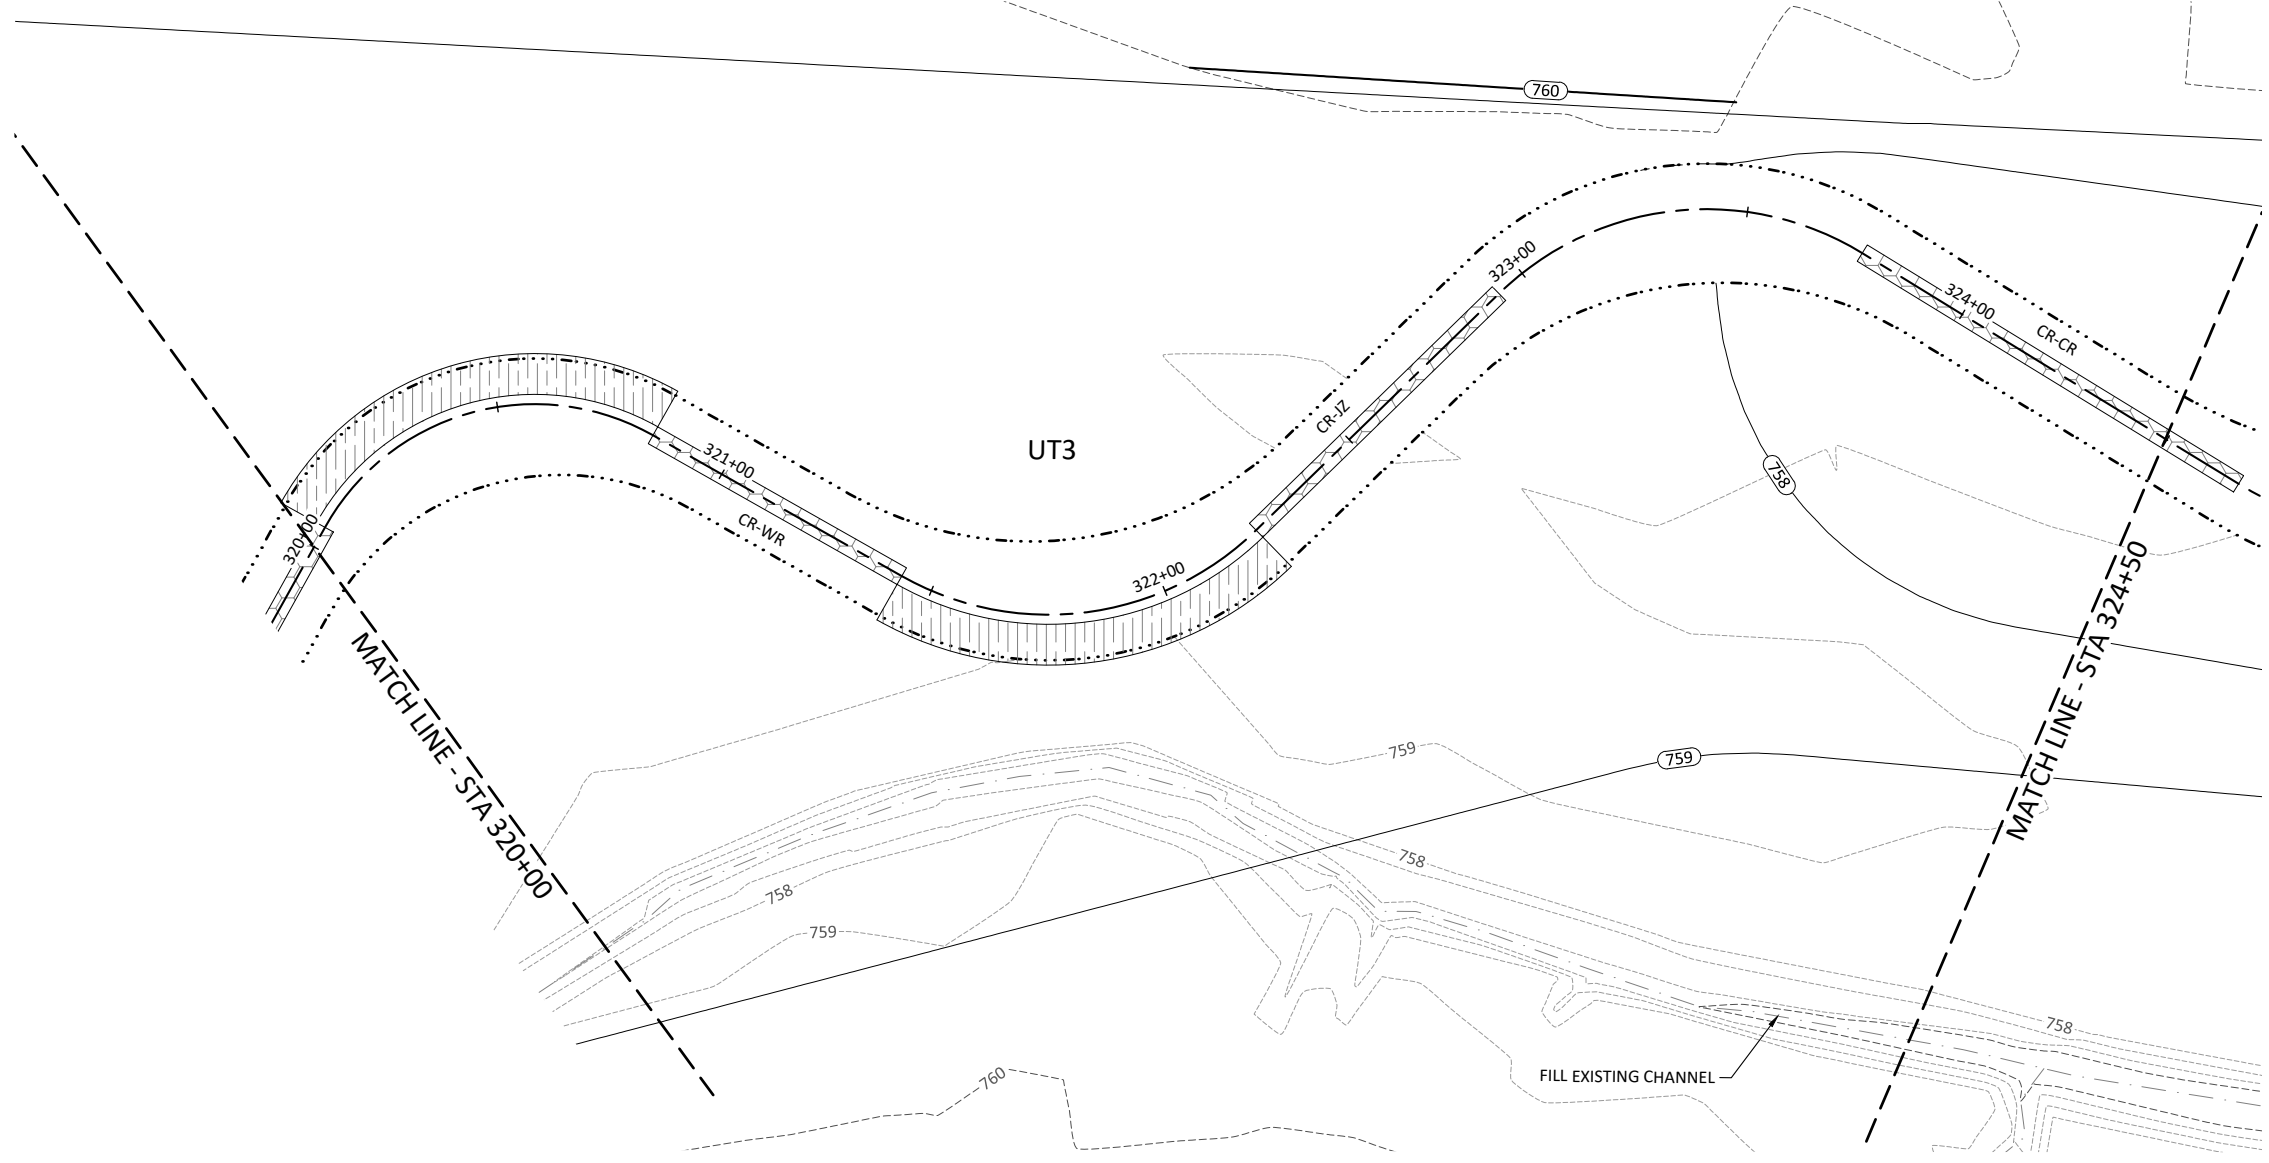 760
323+00
324+00
CR-CR
CR-JZ
UT3
321+00
758
CR-WR
320+00
322+00
MATCH LINE - STA 320+00
MATCH LINE - STA 324+50
759
759
758
758
759
758
FILL EXISTING CHANNEL
760